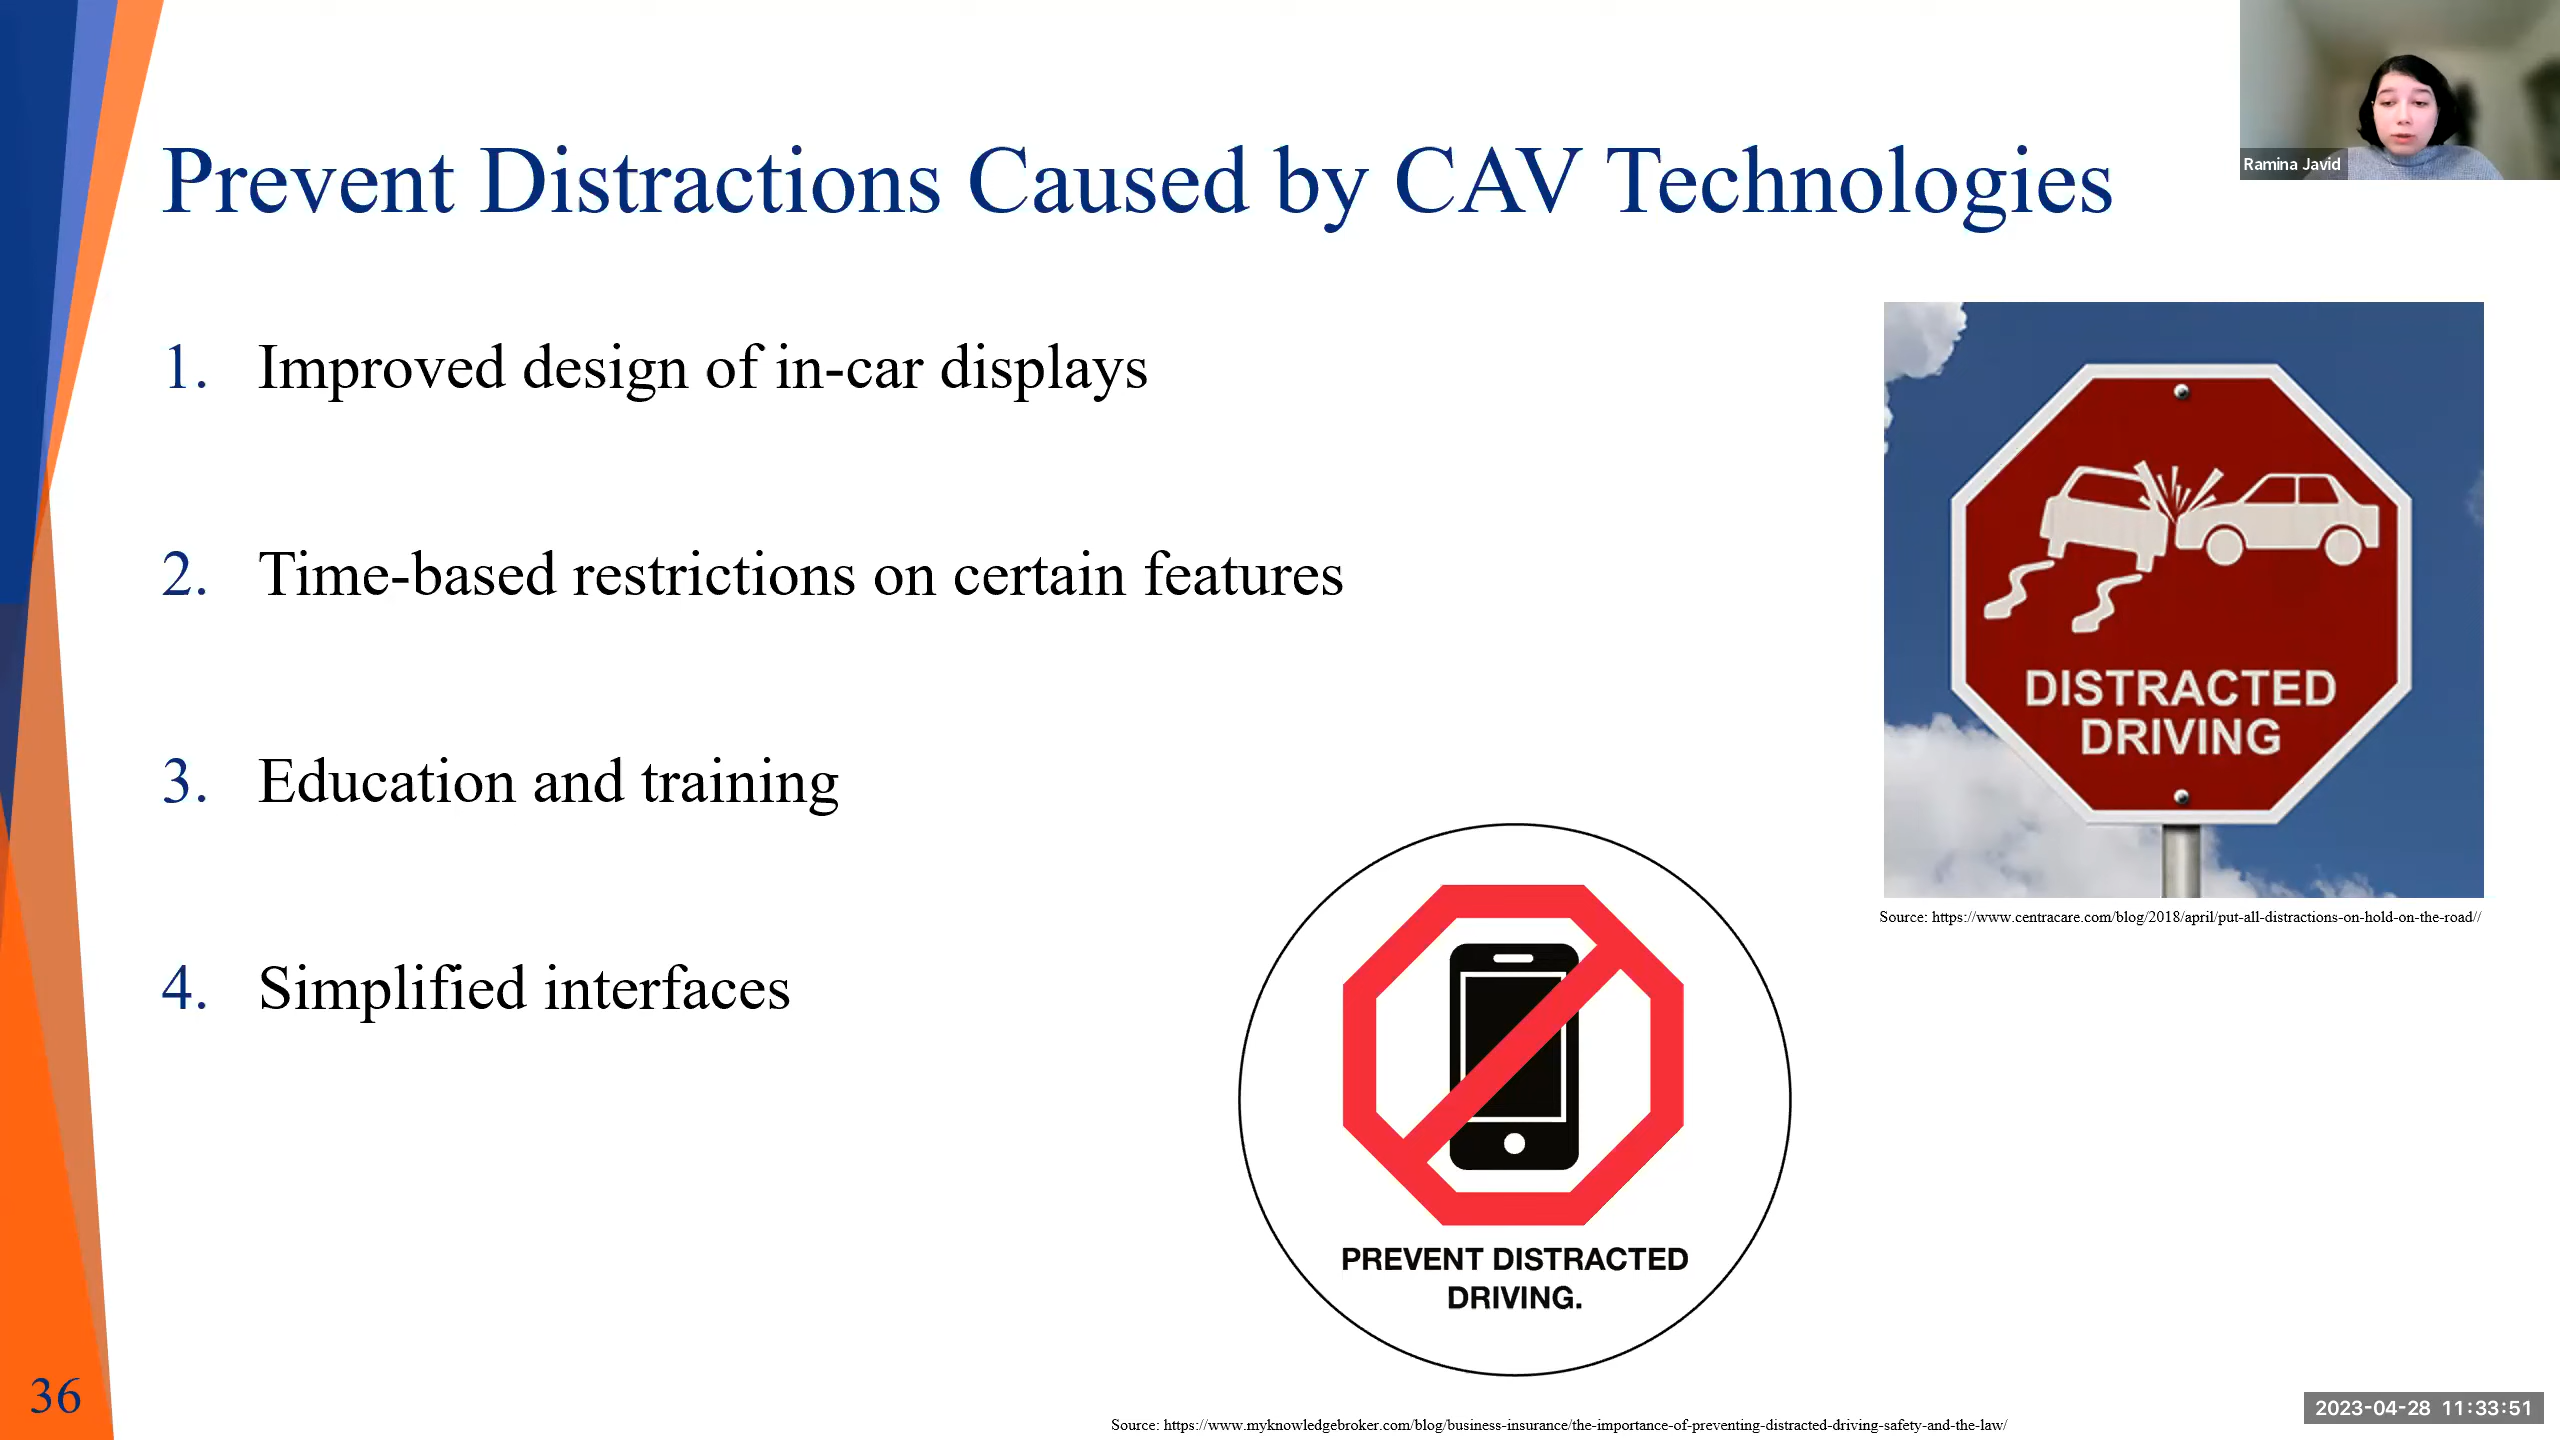 Prevent Distractions Caused by CAV Technologies
Ramina Javid
1. Improved design of in-car displays
2. Time-based restrictions on certain features
3. Education and training
4. Simplified interfaces
DISTRACTED
DRIVING
Source: https://www.centracare.com/blog/2018/april/put-all-distractions-on-hold-on-the-road//
PREVENT DISTRACTED
DRIVING.
36
2023-04-28 11:33:51
Source: https://www.myknowledgebroker.com/blog/business-insurance/the-importance-of-preventing-distracted-driving-safety-and-the-law/